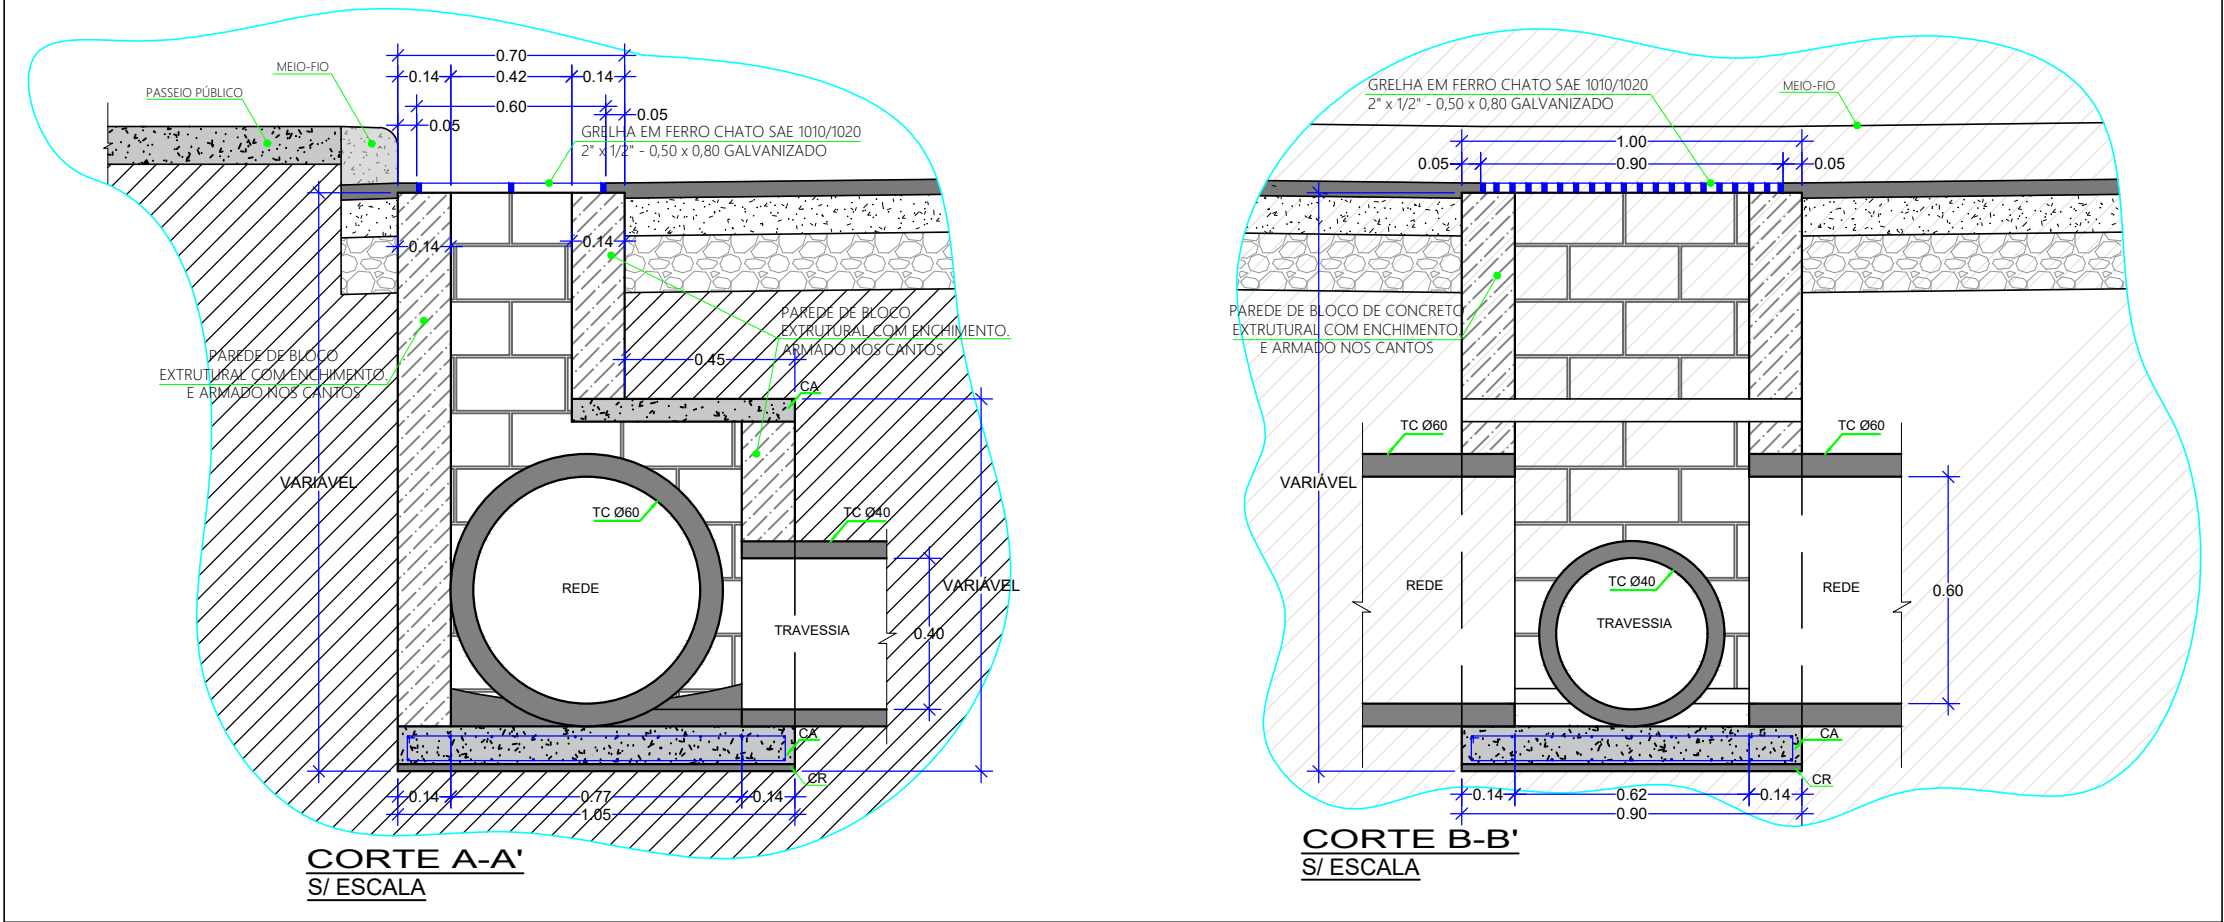 0.70
0.14
0.42
0.14
0.60
0.05
0.05
MEIO-FIO
PASSEIO PÚBLICO
GRELHA EM FERRO CHATO SAE 1010/1020
2" x 1/2" - 0,50 x 0,80 GALVANIZADO
0.14
0.14
PAREDE DE BLOCO
EXTRUTURAL COM ENCHIMENTO.
ARMADO NOS CANTOS
0.45
PAREDE DE BLOCO
EXTRUTURAL COM ENCHIMENTO.
E ARMADO NOS CANTOS
CA
VARIÁVEL
TC Ø60
TC Ø40
REDE
VARIÁVEL
TRAVESSIA
0.40
CA
CR
0.14
0.77
0.14
1.05
CORTE A-A'
S/ ESCALA
GRELHA EM FERRO CHATO SAE 1010/1020
2" x 1/2" - 0,50 x 0,80 GALVANIZADO
MEIO-FIO
1.00
0.05
0.90
0.05
PAREDE DE BLOCO DE CONCRETO
EXTRUTURAL COM ENCHIMENTO.
E ARMADO NOS CANTOS
TC Ø60
TC Ø60
VARIÁVEL
REDE
TC Ø40
TRAVESSIA
REDE
0.60
CA
CR
0.14
0.62
0.14
0.90
CORTE B-B'
S/ ESCALA